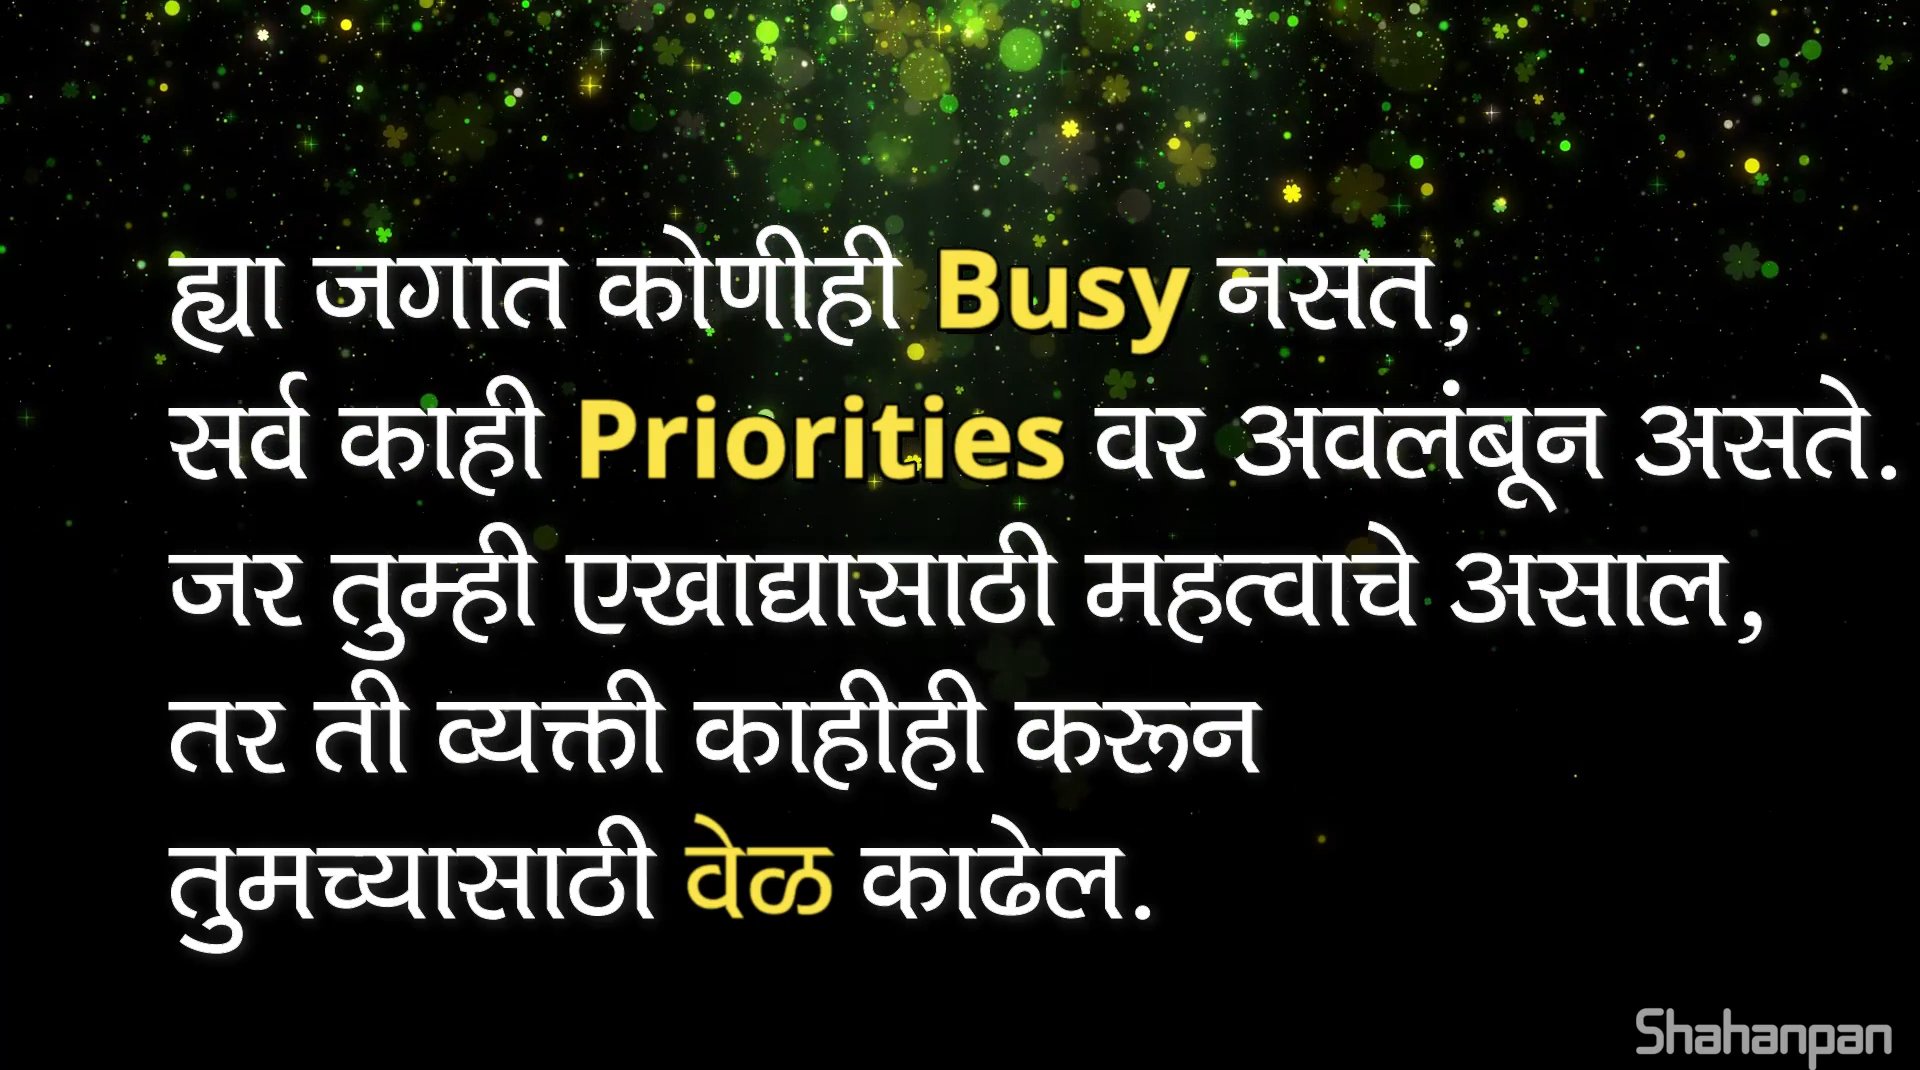 ह्या जगात कोणीही Busy नसत,
सर्व काही Priorities वर अवलंबून असते.
जर तुम्ही एखाद्यासाठी महत्वाचे असाल,
तर ती व्यक्ती काहीही करून
तुमच्यासाठी वेळ काढेल.
Shahanpan